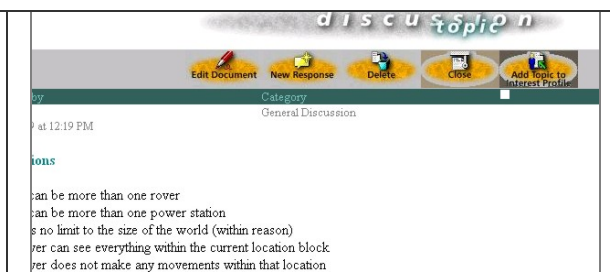 discussion
topic
Edit Document New Response Delete Close Add Topic to
Interest Profile
by Category
General Discussion
at 12:19 PM
ions
can be more than one rover
can be more than one power station
s no limit to the size of the world (within reason)
ver can see everything within the current location block
ver does not make any movements within that location